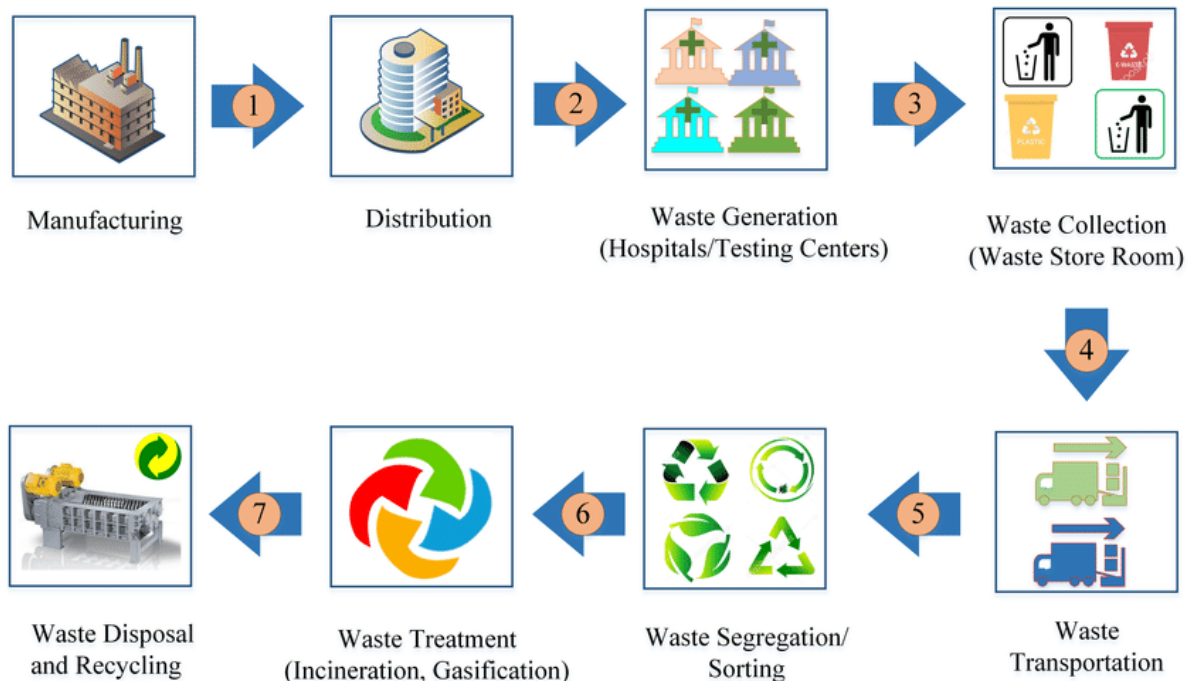 1
2
3
E-WASTE
PLASTIC
Manufacturing
Distribution
Waste Generation
(Hospitals/Testing Centers)
Waste Collection
(Waste Store Room)
4
7
6
5
Waste Disposal
and Recycling
Waste Treatment
(Incineration, Gasification)
Waste Segregation/
Sorting
Waste
Transportation